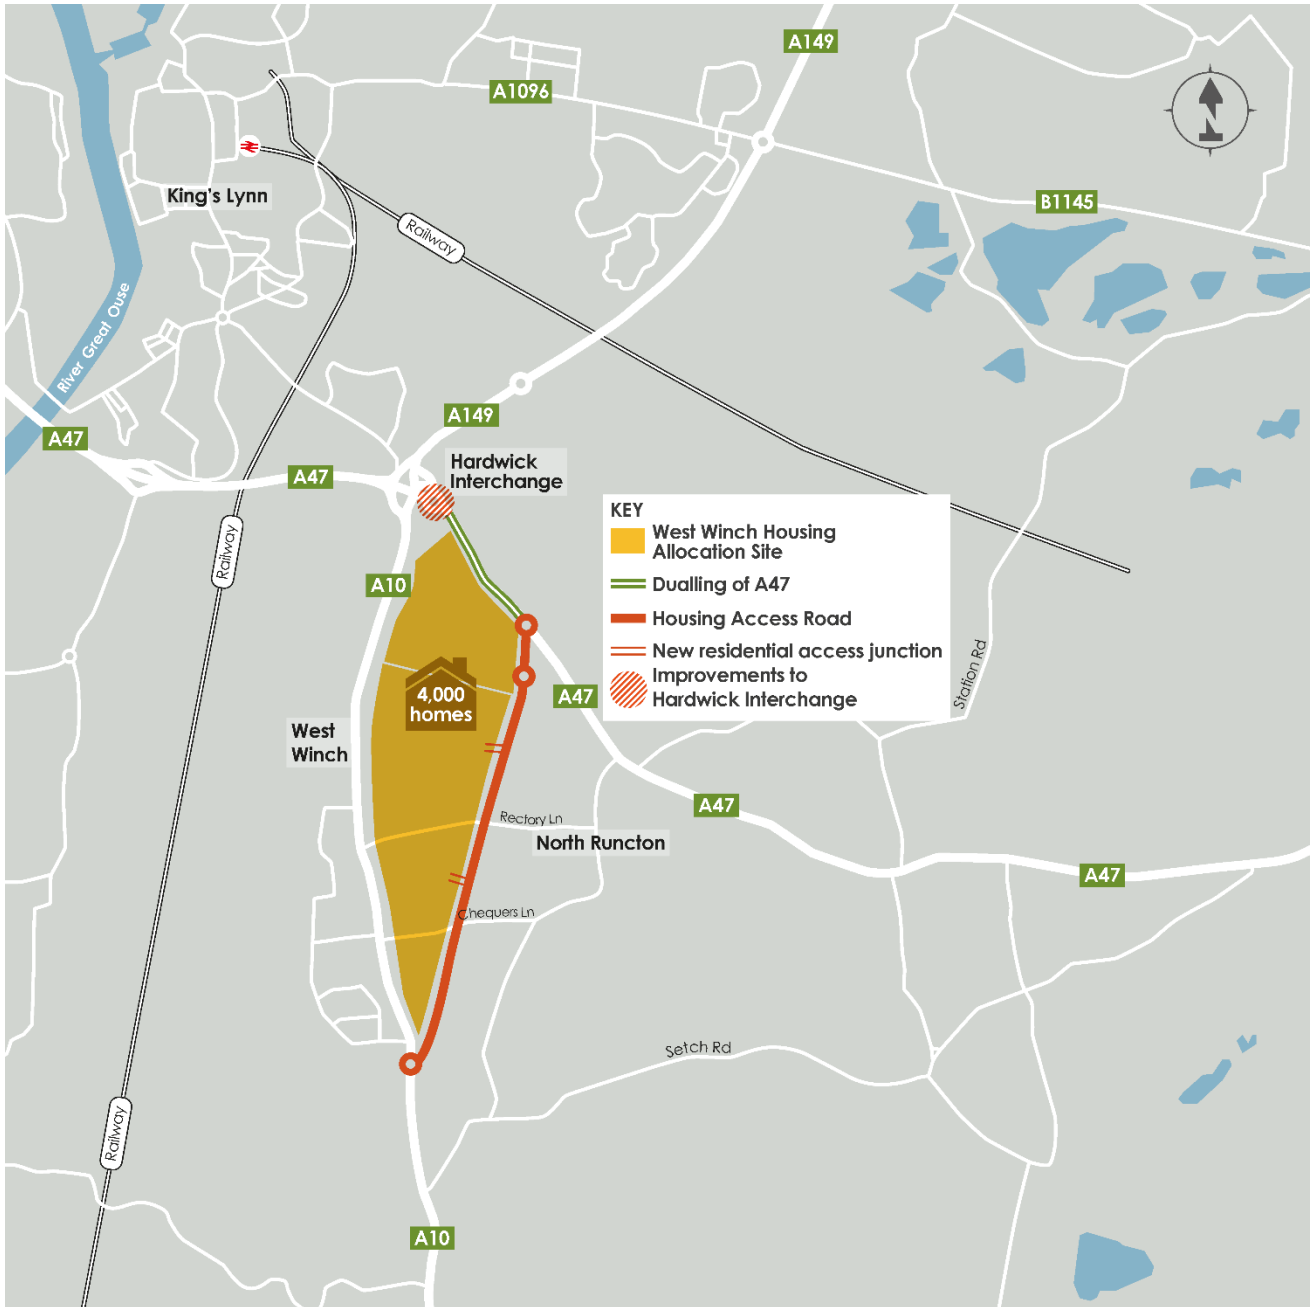 A149
A1096
King's Lynn
B1145
Railway
River Great Ouse
A149
A47
A47
Hardwick
Interchange
KEY
West Winch Housing
Allocation Site
Dualling of A47
Housing Access Road
New residential access junction
Improvements to
Hardwick Interchange
Railway
A10
4,000
homes
A47
Station Rd
West
Winch
A47
Rectory Ln
North Runcton
A47
Chequers Ln
Setch Rd
Railway
A10